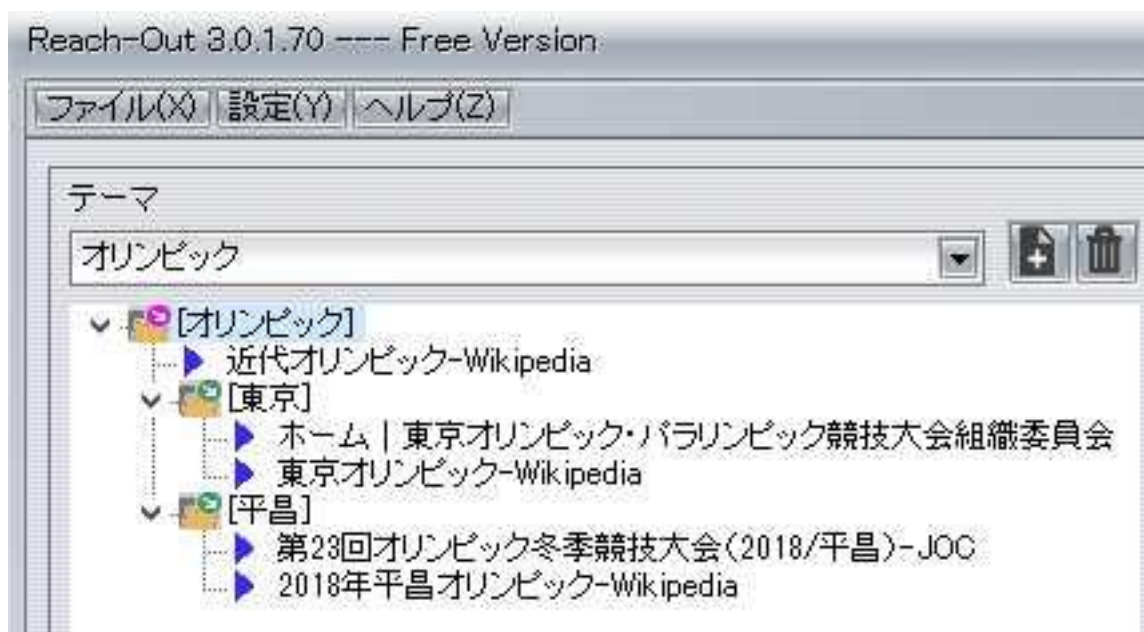 Reach-Out 3.0.1.70 --- Free Version
ファイル(X) 設定(Y) ヘルプ(Z)
テーマ
オリンピック
[オリンピック]
近代オリンピック-Wikipedia
[東京]
ホーム | 東京オリンピック・パラリンピック競技大会組織委員会
東京オリンピック-Wikipedia
[平昌]
第23回オリンピック冬季競技大会(2018/平昌)-JOC
2018年平昌オリンピック-Wikipedia